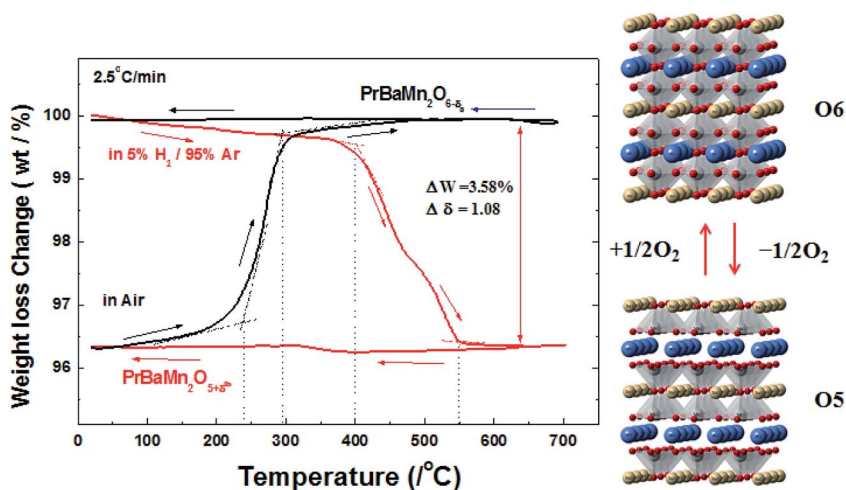 2.5°C/min
PrBaMn₂O₆₋δ
in 5% H₂ / 95% Ar
Δ W =3.58%
Δ δ = 1.08
in Air
PrBaMn₂O₅₊δ
Weight loss Change ( wt / %)
100
99
98
97
96
0 100 200 300 400 500 600 700
Temperature (/°C)
O6
+1/2O₂ −1/2O₂
O5